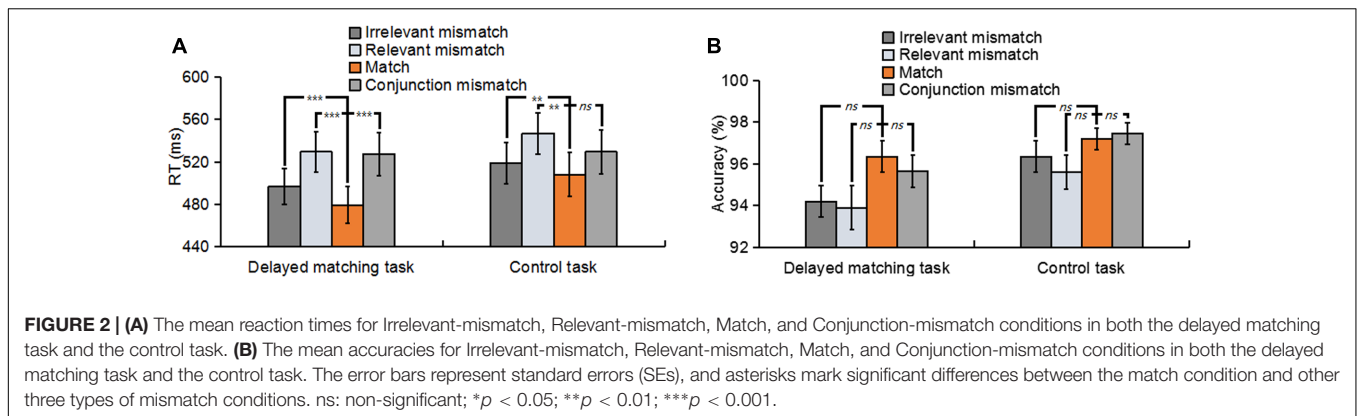 A
Irrelevant mismatch
Relevant mismatch
Match
Conjunction mismatch
600
560
520
480
440
RT (ms)
***
*** ***
**
** ns
Delayed matching task
Control task
B
Irrelevant mismatch
Relevant mismatch
Match
Conjunction mismatch
100
98
96
94
92
Accuracy (%)
ns
ns ns
ns
ns ns
Delayed matching task
Control task
FIGURE 2 | (A) The mean reaction times for Irrelevant-mismatch, Relevant-mismatch, Match, and Conjunction-mismatch conditions in both the delayed matching
task and the control task. (B) The mean accuracies for Irrelevant-mismatch, Relevant-mismatch, Match, and Conjunction-mismatch conditions in both the delayed
matching task and the control task. The error bars represent standard errors (SEs), and asterisks mark significant differences between the match condition and other
three types of mismatch conditions. ns: non-significant; *p < 0.05; **p < 0.01; ***p < 0.001.